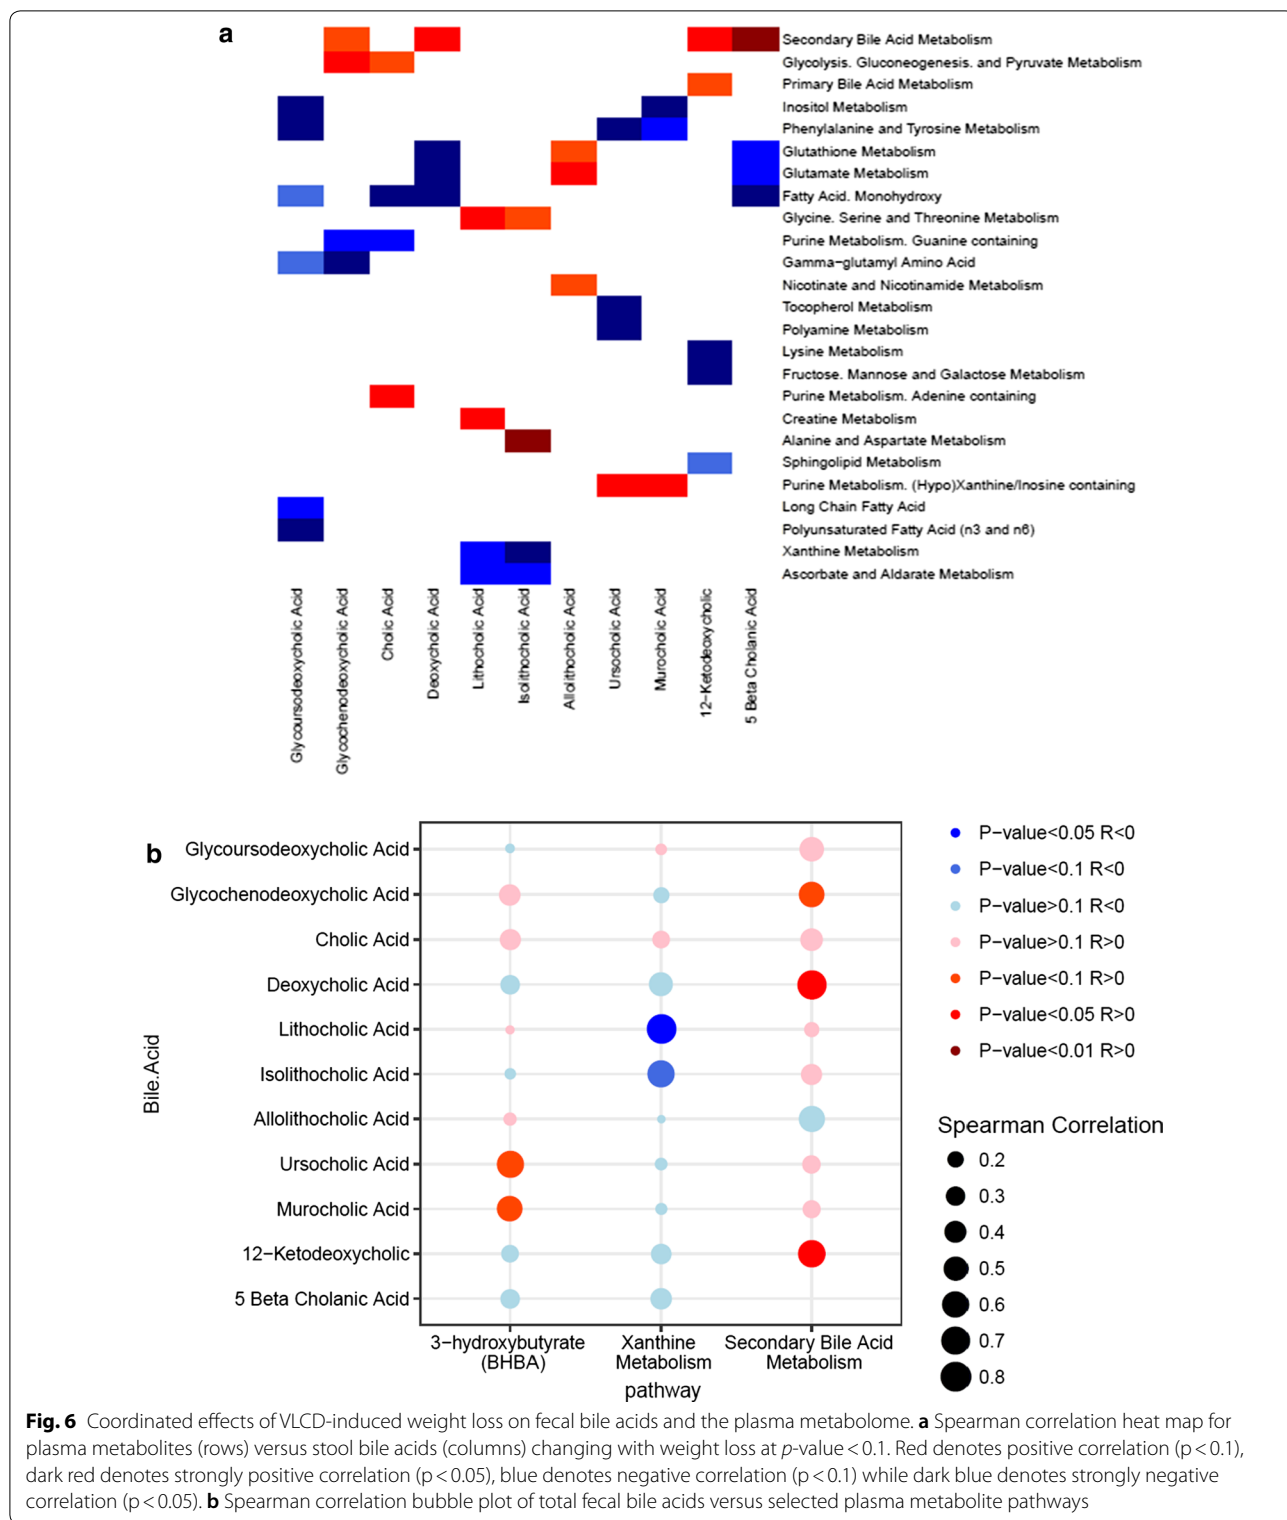 a
Secondary Bile Acid Metabolism
Glycolysis. Gluconeogenesis. and Pyruvate Metabolism
Primary Bile Acid Metabolism
Inositol Metabolism
Phenylalanine and Tyrosine Metabolism
Glutathione Metabolism
Glutamate Metabolism
Fatty Acid. Monohydroxy
Glycine. Serine and Threonine Metabolism
Purine Metabolism. Guanine containing
Gamma−glutamyl Amino Acid
Nicotinate and Nicotinamide Metabolism
Tocopherol Metabolism
Polyamine Metabolism
Lysine Metabolism
Fructose. Mannose and Galactose Metabolism
Purine Metabolism. Adenine containing
Creatine Metabolism
Alanine and Aspartate Metabolism
Sphingolipid Metabolism
Purine Metabolism. (Hypo)Xanthine/Inosine containing
Long Chain Fatty Acid
Polyunsaturated Fatty Acid (n3 and n6)
Xanthine Metabolism
Ascorbate and Aldarate Metabolism
Glycoursodeoxycholic Acid
Glycochenodeoxycholic Acid
Cholic Acid
Deoxycholic Acid
Lithocholic Acid
Isolithocholic Acid
Allolithocholic Acid
Ursocholic Acid
Murocholic Acid
12−Ketodeoxycholic
5 Beta Cholanic Acid
b
Bile.Acid
Glycoursodeoxycholic Acid
Glycochenodeoxycholic Acid
Cholic Acid
Deoxycholic Acid
Lithocholic Acid
Isolithocholic Acid
Allolithocholic Acid
Ursocholic Acid
Murocholic Acid
12−Ketodeoxycholic
5 Beta Cholanic Acid
3−hydroxybutyrate
(BHBA)
Xanthine
Metabolism
Secondary Bile Acid
Metabolism
pathway
P−value<0.05 R<0
P−value<0.1 R<0
P−value>0.1 R<0
P−value>0.1 R>0
P−value<0.1 R>0
P−value<0.05 R>0
P−value<0.01 R>0
Spearman Correlation
0.2
0.3
0.4
0.5
0.6
0.7
0.8
Fig. 6 Coordinated effects of VLCD-induced weight loss on fecal bile acids and the plasma metabolome. a Spearman correlation heat map for
plasma metabolites (rows) versus stool bile acids (columns) changing with weight loss at p-value < 0.1. Red denotes positive correlation (p < 0.1),
dark red denotes strongly positive correlation (p < 0.05), blue denotes negative correlation (p < 0.1) while dark blue denotes strongly negative
correlation (p < 0.05). b Spearman correlation bubble plot of total fecal bile acids versus selected plasma metabolite pathways